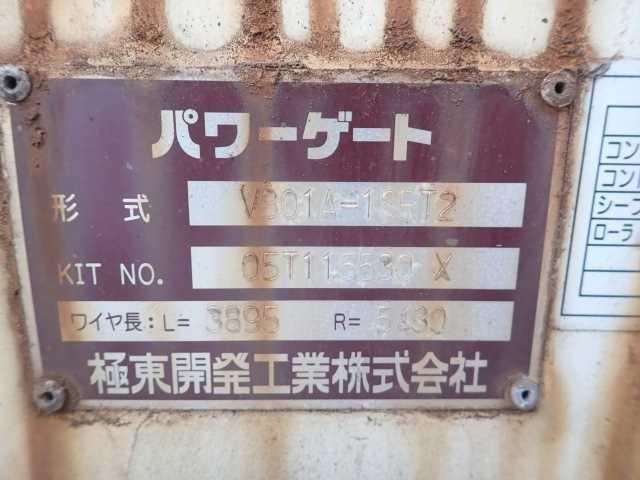 パワーゲート
形 式 V301A-1SRT2
KIT NO. 05T115530 X
ワイヤ長:L= 3895 R= 5430
極東開発工業株式会社
コン
コン
シー
ローラ